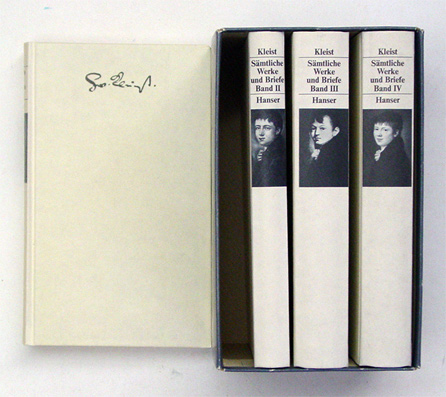 H. v. Kleist.
Kleist
Sämtliche
Werke
und Briefe
Band II
Hanser
Kleist
Sämtliche
Werke
und Briefe
Band III
Hanser
Kleist
Sämtliche
Werke
und Briefe
Band IV
Hanser